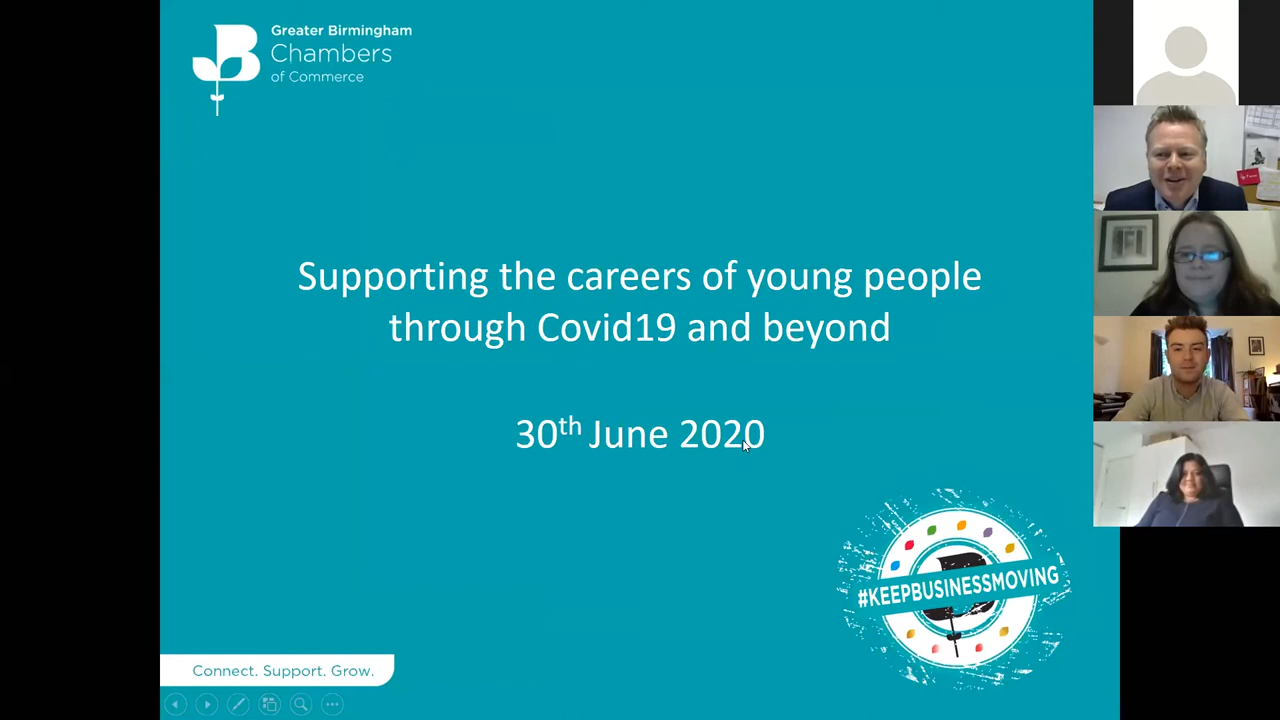 Greater Birmingham
Chambers
of Commerce
Supporting the careers of young people
through Covid19 and beyond
30th June 2020
#KEEPBUSINESSMOVING
Connect. Support. Grow.